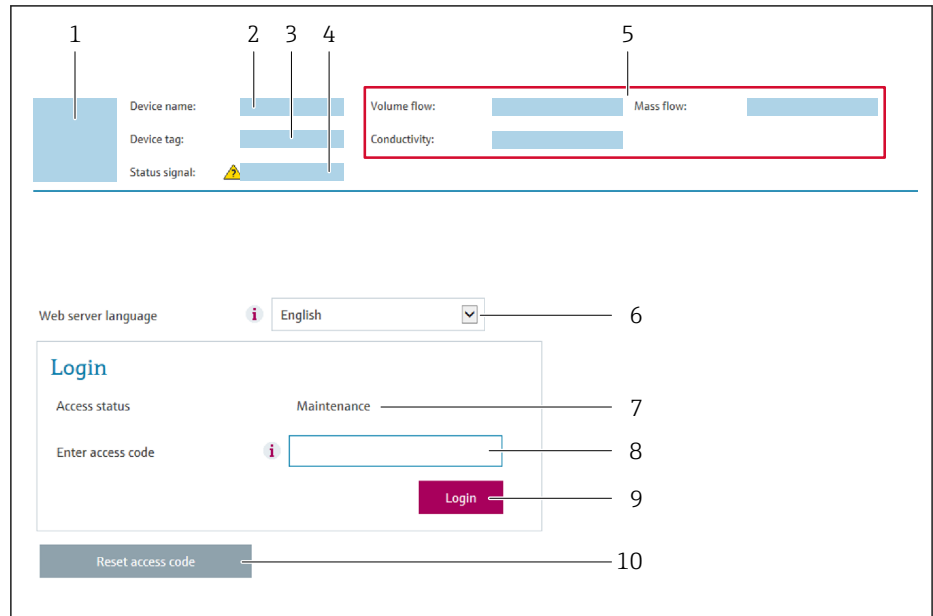 1 2 3 4 5
Device name: Volume flow: Mass flow:
Device tag: Conductivity:
Status signal: ?
Web server language i English 6
Login
Access status Maintenance 7
Enter access code i 8
Login 9
Reset access code 10